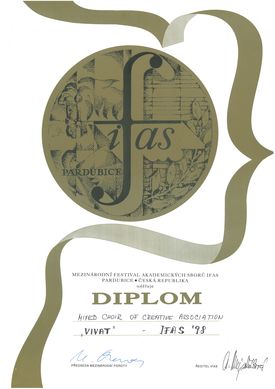 ifas
PARDUBICE
MEZINÁRODNÍ FESTIVAL AKADEMICKÝCH SBORŮ IFAS
PARDUBICE • ČESKÁ REPUBLIKA
uděluje
DIPLOM
MIXED CHOIR OF CREATIVE ASSOCIATION
„VIVAT“ - IFAS '98
PŘEDSEDA MEZINÁRODNÍ POROTY
ŘEDITEL IFAS